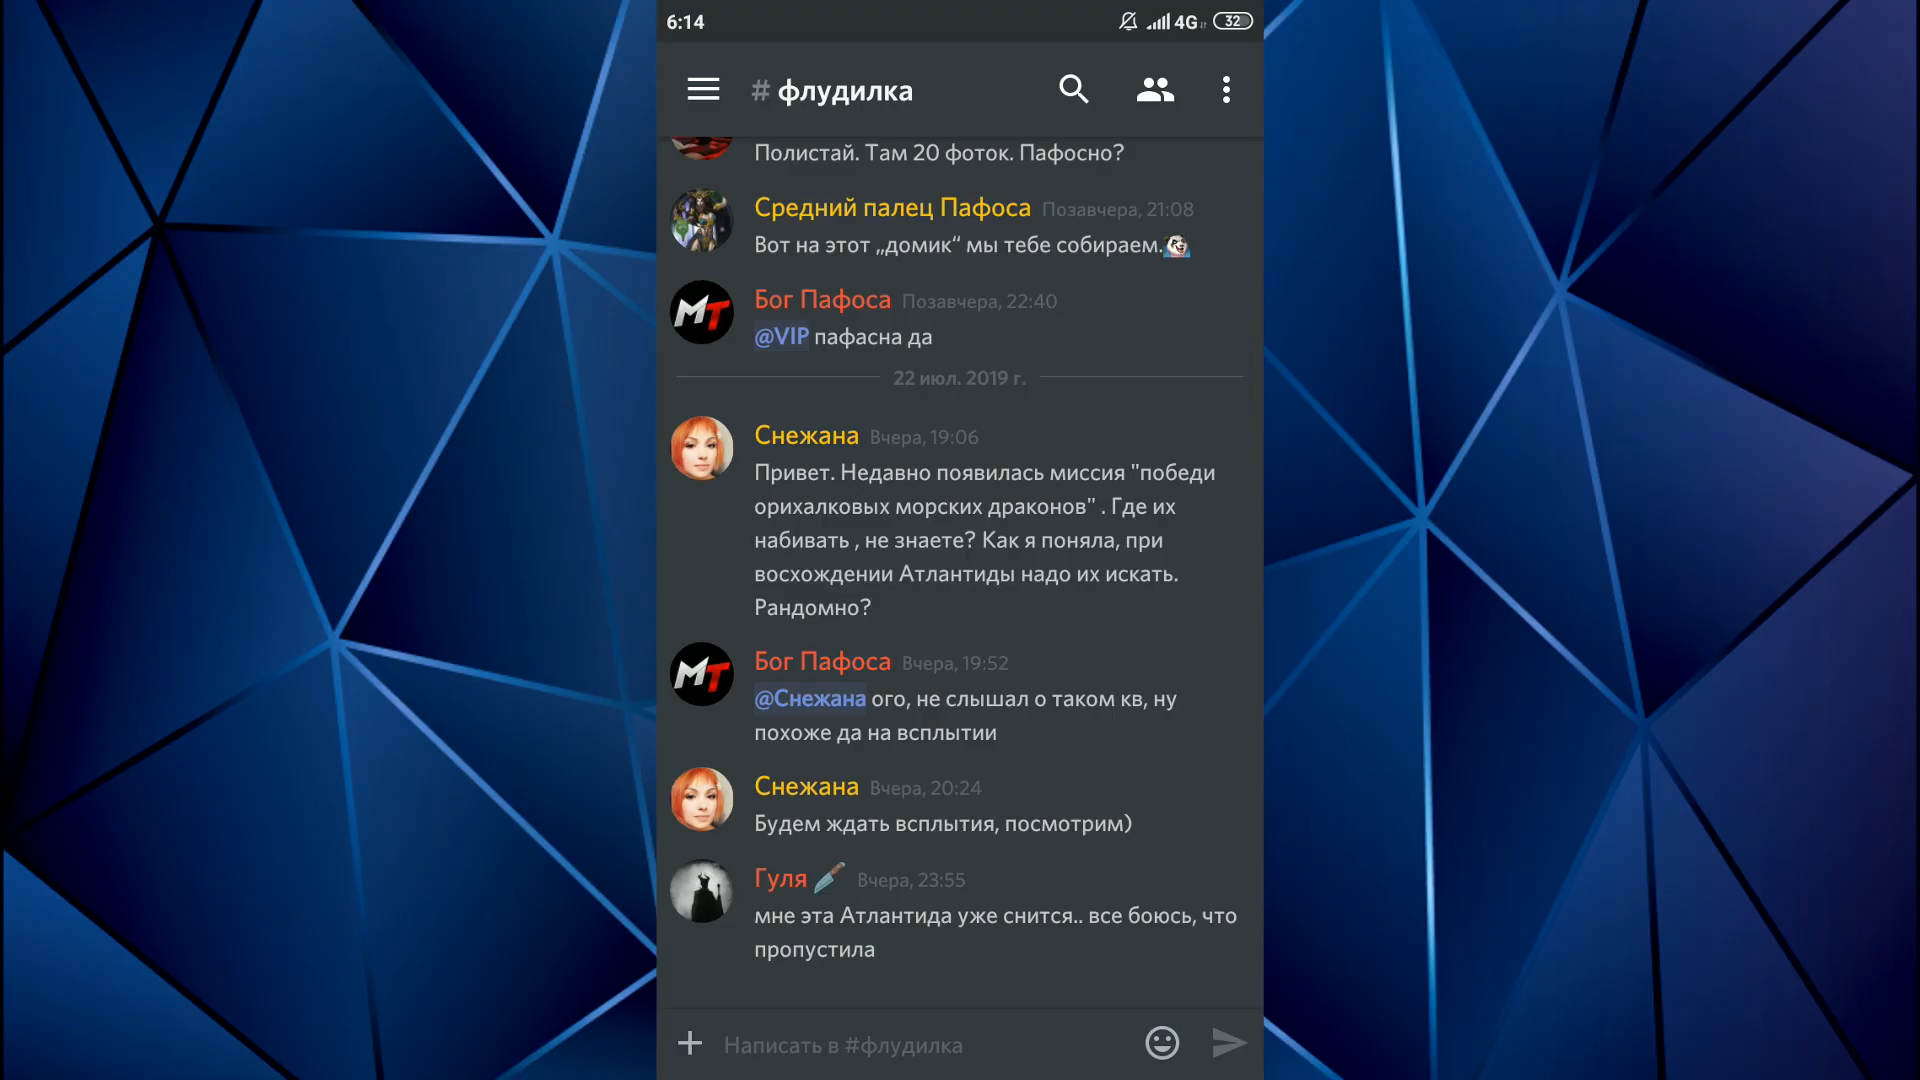 6:14
4G
32
# флудилка
Полистай. Там 20 фоток. Пафосно?
Средний палец Пафоса Позавчера, 21:08
Вот на этот „домик“ мы тебе собираем.
MT
Бог Пафоса Позавчера, 22:40
@VIP пафасна да
22 июл. 2019 г.
Снежана Вчера, 19:06
Привет. Недавно появилась миссия "победи
орихалковых морских драконов" . Где их
набивать , не знаете? Как я поняла, при
восхождении Атлантиды надо их искать.
Рандомно?
MT
Бог Пафоса Вчера, 19:52
@Снежана ого, не слышал о таком кв, ну
похоже да на всплытии
Снежана Вчера, 20:24
Будем ждать всплытия, посмотрим)
Гуля Вчера, 23:55
мне эта Атлантида уже снится.. все боюсь, что
пропустила
Написать в #флудилка